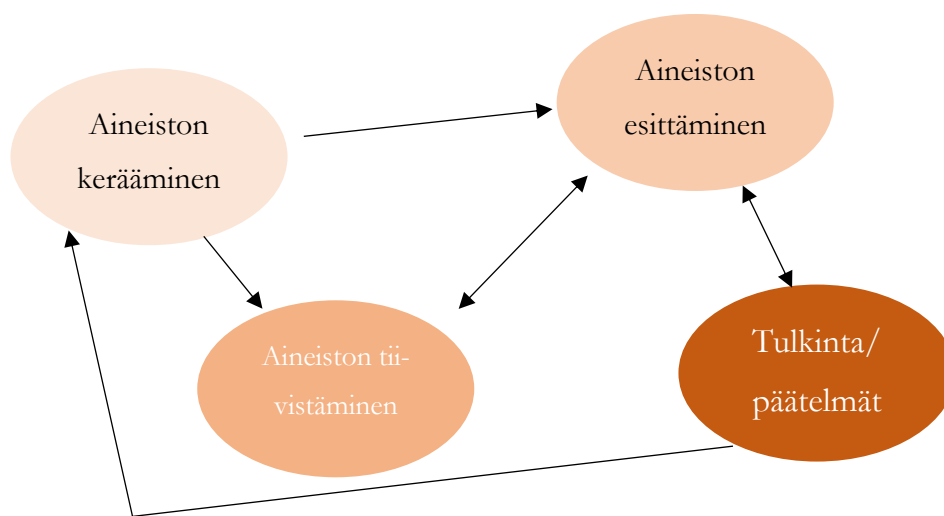 Aineiston
kerääminen
Aineiston
esittäminen
Aineiston tii-
vistäminen
Tulkinta/
päätelmät